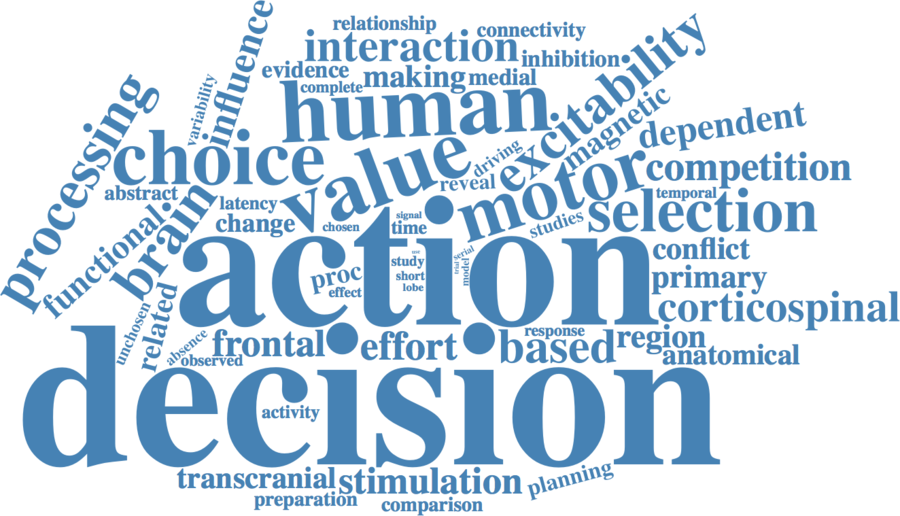 relationship
connectivity
interaction
inhibition
evidence
making
medial
complete
influence
variability
processing
human
excitability
magnetic
dependent
choice
value
driving
reveal
motor
competition
temporal
abstract
latency
selection
studies
brain
change
chosen
signal
time
functional
action
conflict
proc
effect
study
short
lobe
model
trial
serial
primary
corticospinal
unchosen
related
absence
observed
frontal
effort
response
based
region
anatomical
decision
activity
transcranial
stimulation
planning
preparation
comparison